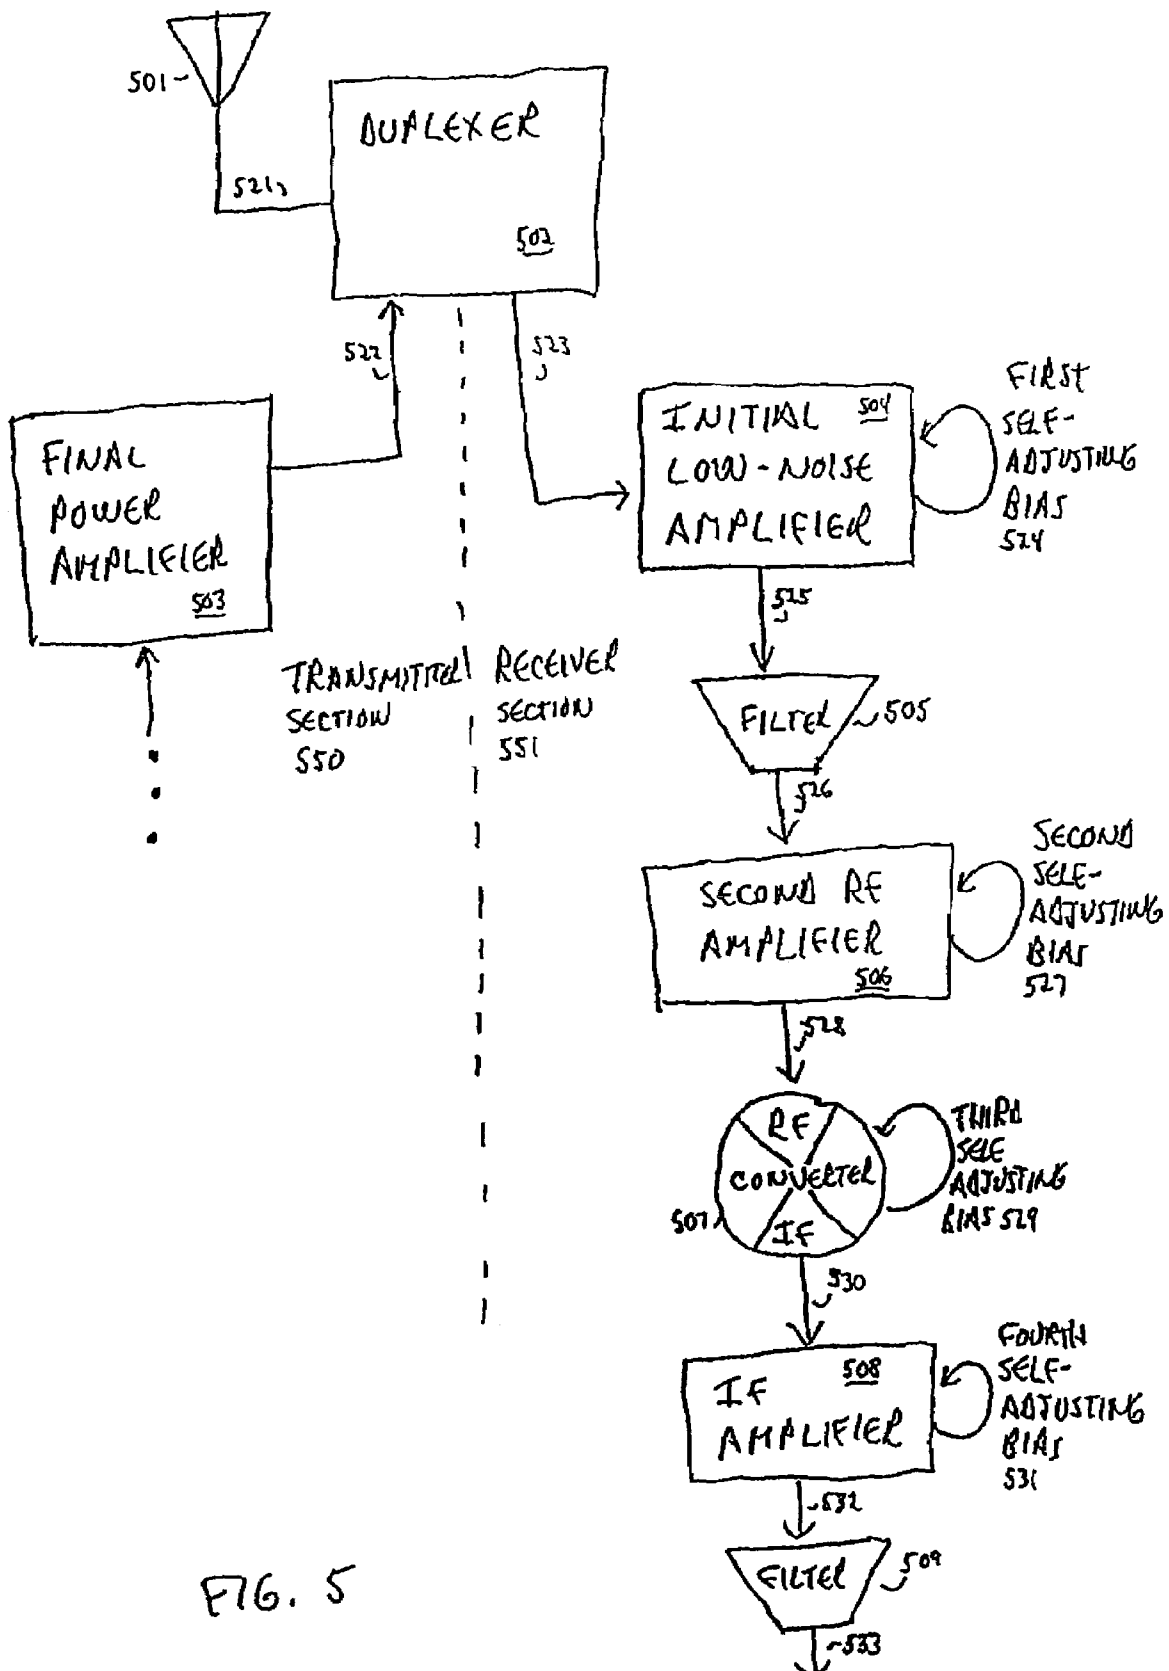 501
DUPLEXER
521
502
522
523
FINAL
POWER
AMPLIFIER
503
INITIAL 504
LOW-NOISE
AMPLIFIER
FIRST
SELF-
ADJUSTING
BIAS
524
525
TRANSMITTER
SECTION
550
RECEIVER
SECTION
551
FILTER
505
526
SECOND RF
AMPLIFIER
506
SECOND
SELF-
ADJUSTING
BIAS
527
528
RF
CONVERTER
IF
507
THIRD
SELF
ADJUSTING
BIAS 529
530
508
IF
AMPLIFIER
FOURTH
SELF-
ADJUSTING
BIAS
531
532
FILTER
509
533
FIG. 5